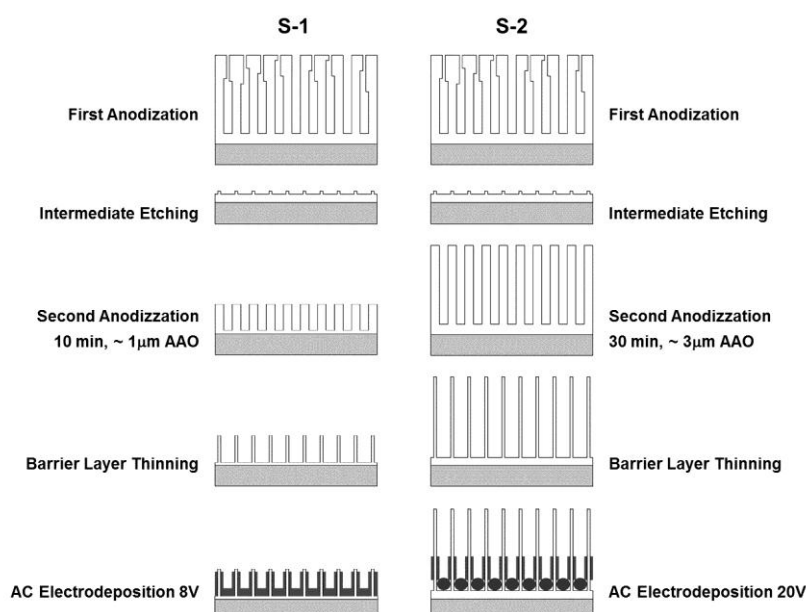 S-1 S-2
First Anodization First Anodization
Intermediate Etching Intermediate Etching
Second Anodizzation Second Anodizzation
10 min, ~ 1μm AAO 30 min, ~ 3μm AAO
Barrier Layer Thinning Barrier Layer Thinning
AC Electrodeposition 8V AC Electrodeposition 20V